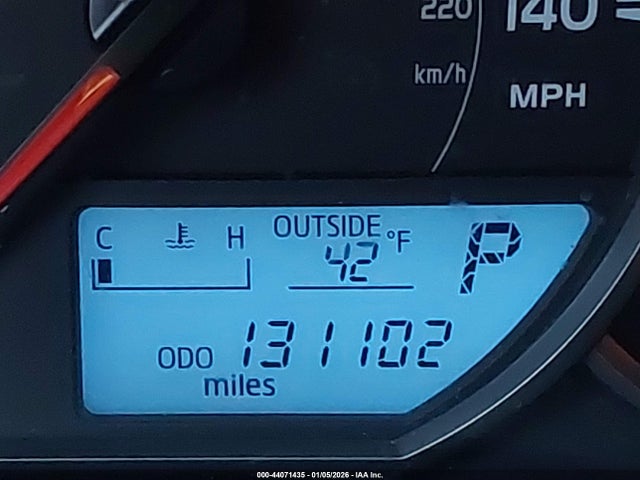 220 140
km/h
MPH
C H OUTSIDE °F P
42
ODO 131102
miles
000-44071435 - 01/05/2026 - IAA Inc.